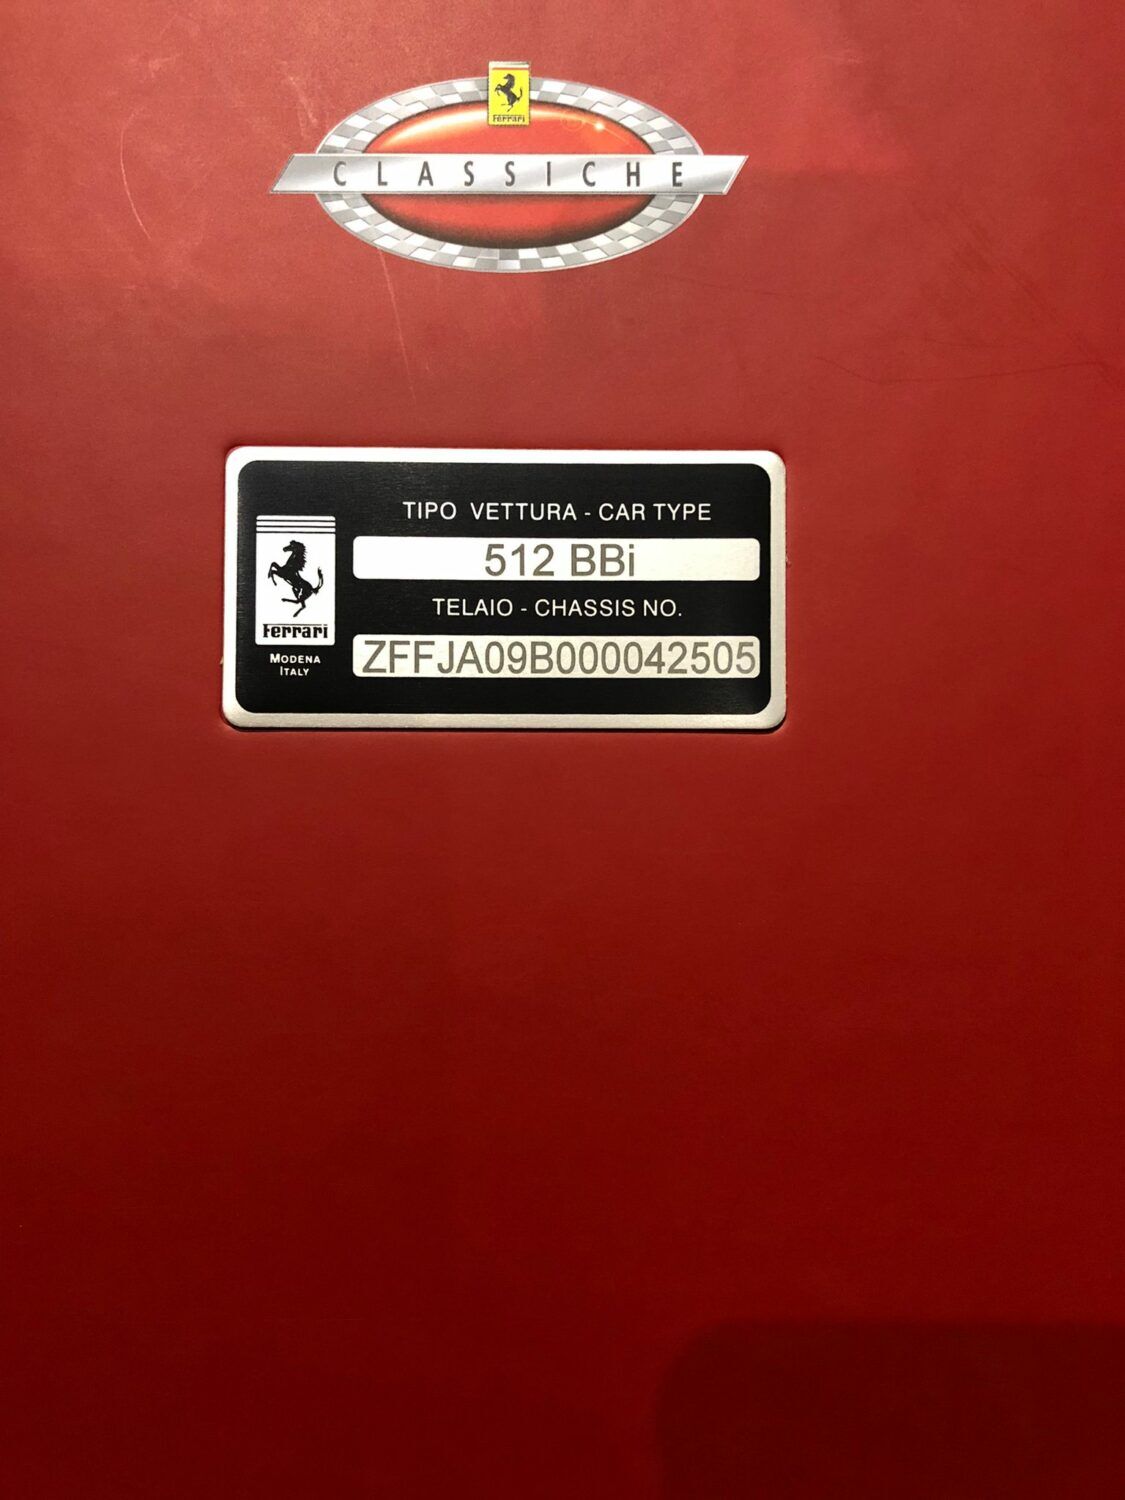 Ferrari
CLASSICHE
TIPO VETTURA - CAR TYPE
512 BBi
TELAIO - CHASSIS NO.
ZFFJA09B000042505
Ferrari
MODENA
ITALY